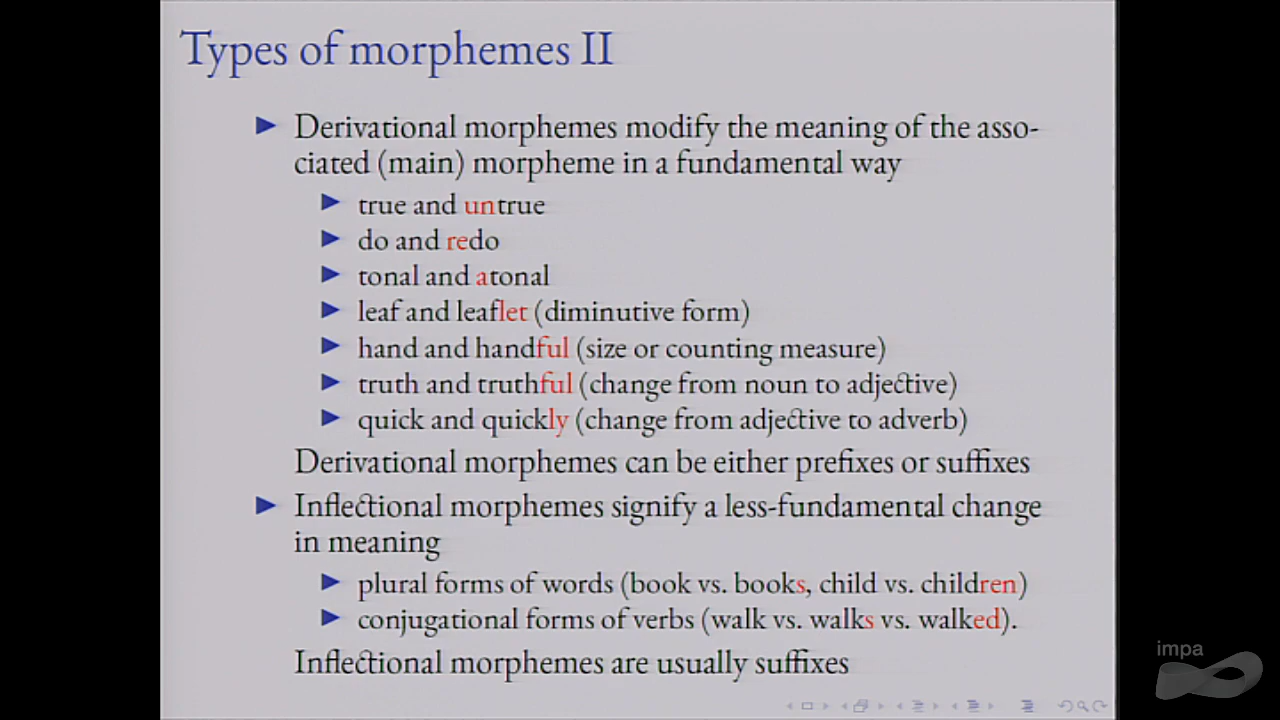 Types of morphemes II
Derivational morphemes modify the meaning of the asso-
ciated (main) morpheme in a fundamental way
true and untrue
do and redo
tonal and atonal
leaf and leaflet (diminutive form)
hand and handful (size or counting measure)
truth and truthful (change from noun to adjective)
quick and quickly (change from adjective to adverb)
Derivational morphemes can be either prefixes or suffixes
Inflectional morphemes signify a less-fundamental change
in meaning
plural forms of words (book vs. books, child vs. children)
conjugational forms of verbs (walk vs. walks vs. walked).
Inflectional morphemes are usually suffixes
impa